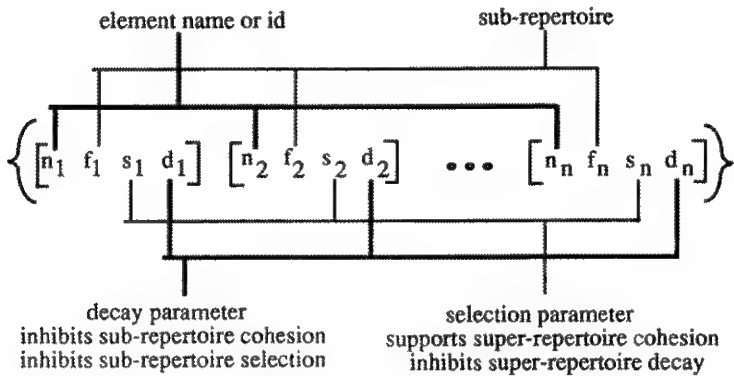 element name or id
sub-repertoire
{[n₁ f₁ s₁ d₁] [n₂ f₂ s₂ d₂] ••• [nₙ fₙ sₙ dₙ]}
decay parameter
inhibits sub-repertoire cohesion
inhibits sub-repertoire selection
selection parameter
supports super-repertoire cohesion
inhibits super-repertoire decay